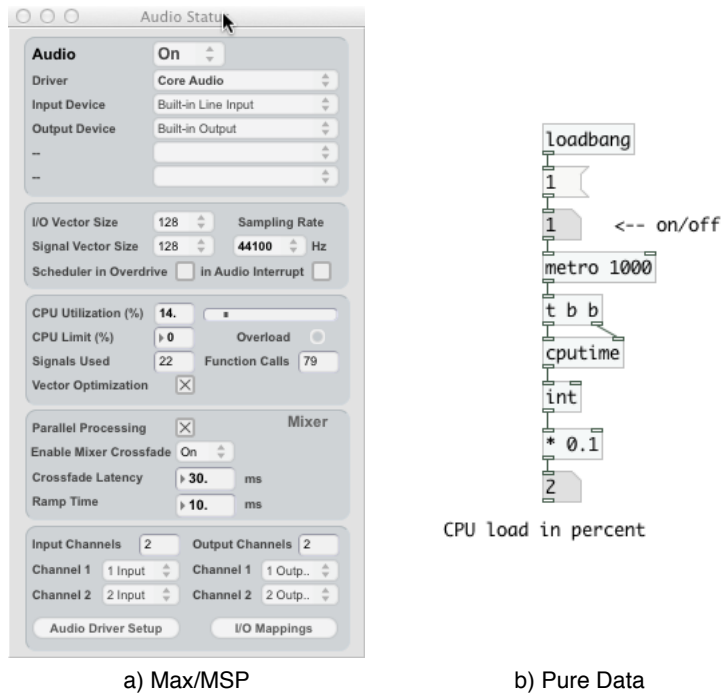 Audio Status
Audio On
Driver Core Audio
Input Device Built-in Line Input
Output Device Built-in Output
--
--
I/O Vector Size 128 Sampling Rate
Signal Vector Size 128 44100 Hz
Scheduler in Overdrive in Audio Interrupt
CPU Utilization (%) 14.
CPU Limit (%) 0 Overload
Signals Used 22 Function Calls 79
Vector Optimization
Parallel Processing Mixer
Enable Mixer Crossfade On
Crossfade Latency 30. ms
Ramp Time 10. ms
Input Channels 2 Output Channels 2
Channel 1 1 Input Channel 1 1 Outp..
Channel 2 2 Input Channel 2 2 Outp..
Audio Driver Setup I/O Mappings
a) Max/MSP
loadbang
1
1 <-- on/off
metro 1000
t b b
cputime
int
* 0.1
2
CPU load in percent
b) Pure Data